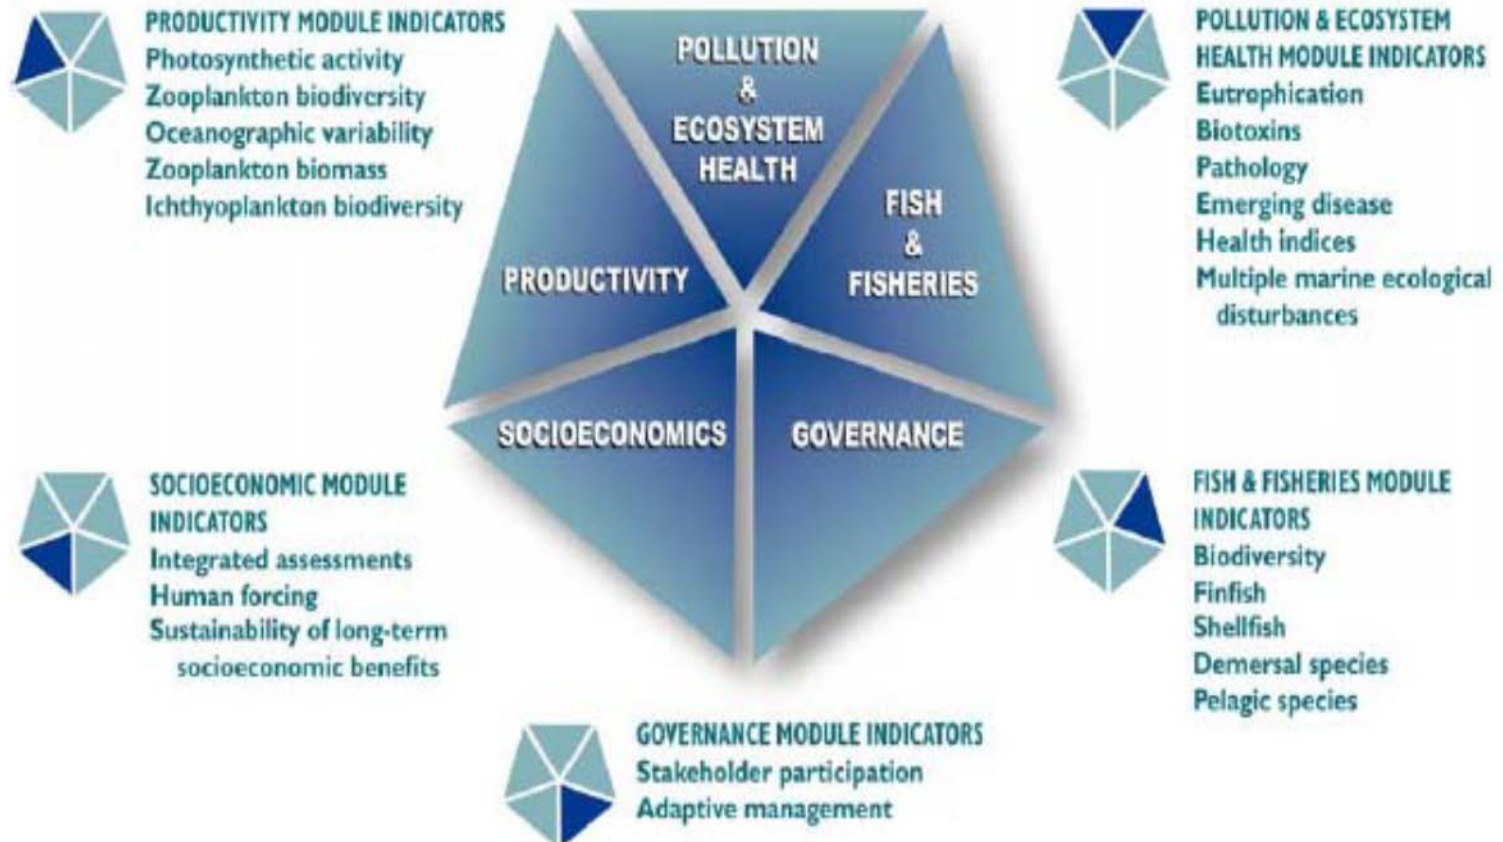 PRODUCTIVITY MODULE INDICATORS
Photosynthetic activity
Zooplankton biodiversity
Oceanographic variability
Zooplankton biomass
Ichthyoplankton biodiversity
POLLUTION
&
ECOSYSTEM
HEALTH
FISH
&
FISHERIES
PRODUCTIVITY
SOCIOECONOMICS
GOVERNANCE
POLLUTION & ECOSYSTEM
HEALTH MODULE INDICATORS
Eutrophication
Biotoxins
Pathology
Emerging disease
Health indices
Multiple marine ecological
disturbances
SOCIOECONOMIC MODULE
INDICATORS
Integrated assessments
Human forcing
Sustainability of long-term
socioeconomic benefits
FISH & FISHERIES MODULE
INDICATORS
Biodiversity
Finfish
Shellfish
Demersal species
Pelagic species
GOVERNANCE MODULE INDICATORS
Stakeholder participation
Adaptive management